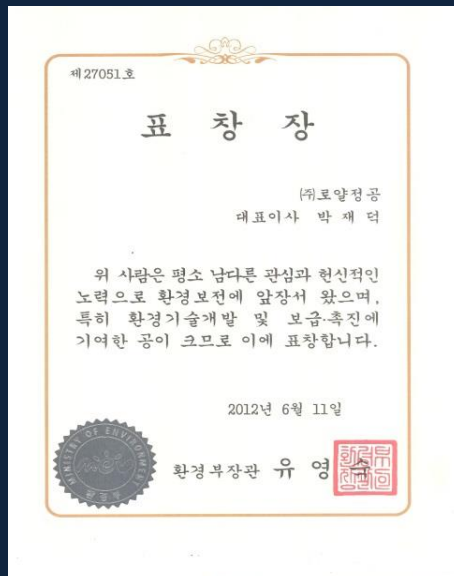 제27051호
표 창 장
㈜로얄정공
대표이사 박재덕
위 사람은 평소 남다른 관심과 헌신적인
노력으로 환경보전에 앞장서 왔으며,
특히 환경기술개발 및 보급·촉진에
기여한 공이 크므로 이에 표창합니다.
2012년 6월 11일
MINISTRY OF ENVIRONMENT
환경부장관 유영숙